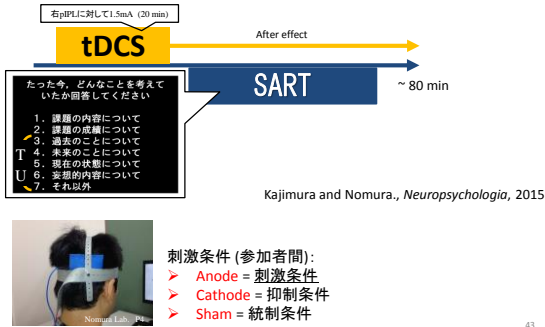 右pIPLに対して1.5mA (20 min)
tDCS
After effect
SART
~ 80 min
たった今，どんなことを考えて
いたか回答してください
1．課題の内容について
2．課題の成績について
3．過去のことについて
4．未来のことについて
5．現在の状態について
6．妄想的内容について
7．それ以外
T
U
Kajimura and Nomura., Neuropsychologia, 2015
Nomura Lab. P4
刺激条件 (参加者間):
➢ Anode = 刺激条件
➢ Cathode = 抑制条件
➢ Sham = 統制条件
43